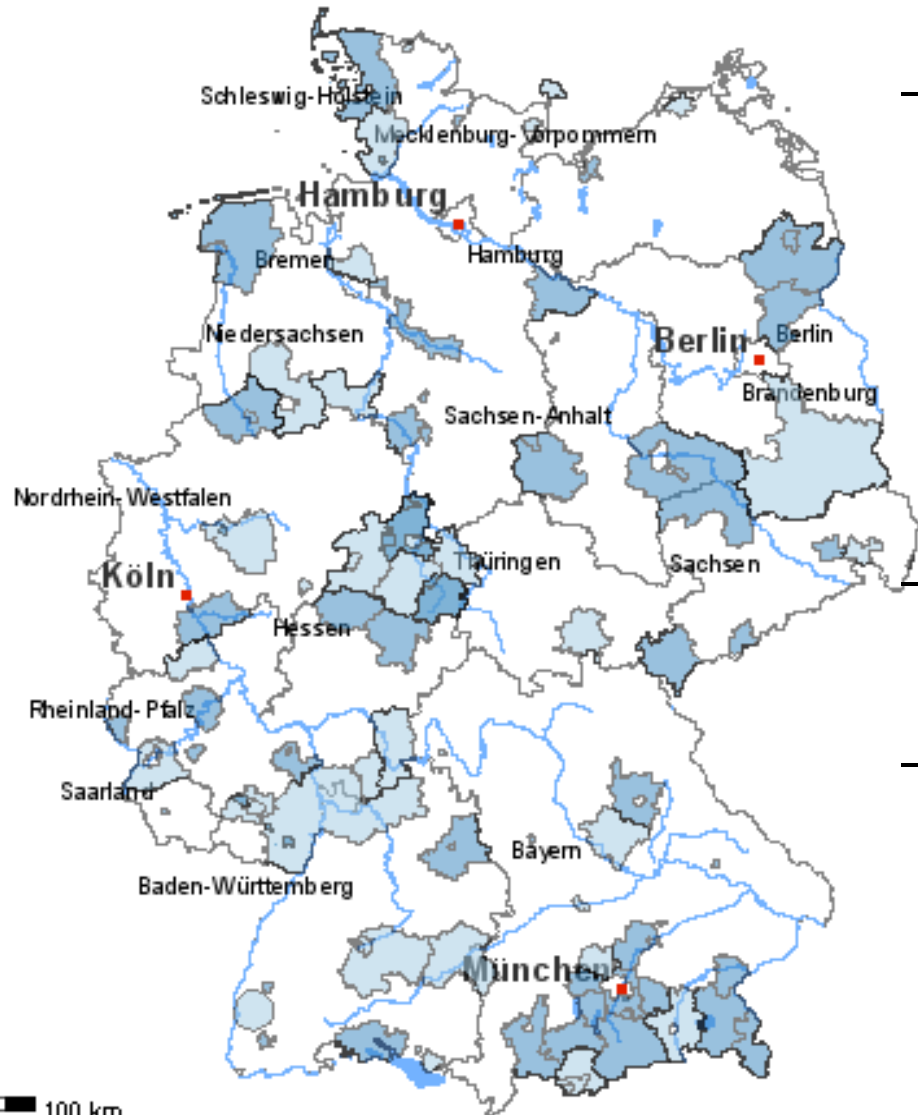 Schleswig-Holstein
Mecklenburg-Vorpommern
Hamburg
Hamburg
Bremen
Niedersachsen
Berlin
Berlin
Brandenburg
Sachsen-Anhalt
Nordrhein-Westfalen
Köln
Thüringen
Sachsen
Hessen
Rheinland-Pfalz
Saarland
Bayern
Baden-Württemberg
München
100 km